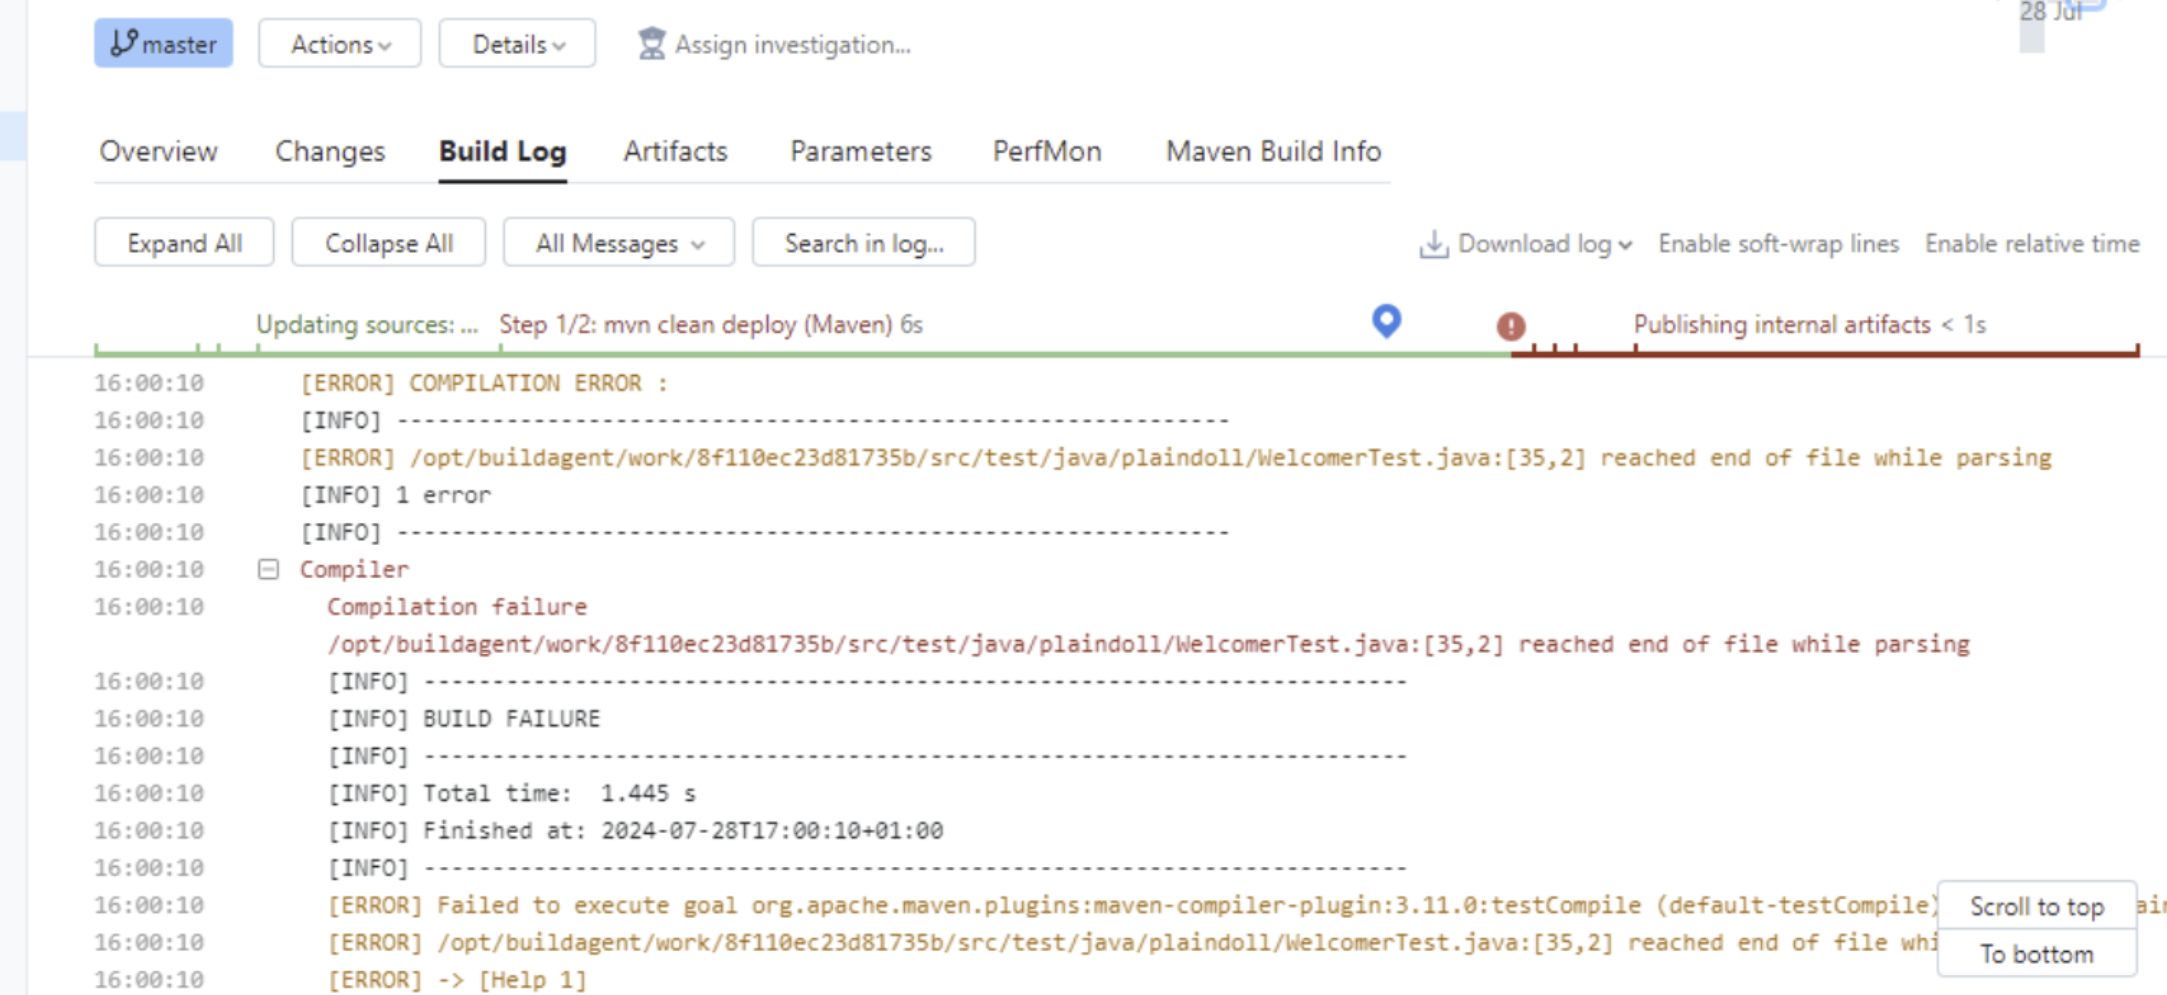 28 Jul
master Actions Details Assign investigation...
Overview Changes Build Log Artifacts Parameters PerfMon Maven Build Info
Expand All Collapse All All Messages Search in log... Download log Enable soft-wrap lines Enable relative time
Updating sources: ... Step 1/2: mvn clean deploy (Maven) 6s Publishing internal artifacts < 1s
16:00:10 [ERROR] COMPILATION ERROR :
16:00:10 [INFO] -------------------------------------------------------------
16:00:10 [ERROR] /opt/buildagent/work/8f110ec23d81735b/src/test/java/plaindoll/WelcomerTest.java:[35,2] reached end of file while parsing
16:00:10 [INFO] 1 error
16:00:10 [INFO] -------------------------------------------------------------
16:00:10 Compiler
16:00:10 Compilation failure
/opt/buildagent/work/8f110ec23d81735b/src/test/java/plaindoll/WelcomerTest.java:[35,2] reached end of file while parsing
16:00:10 [INFO] ------------------------------------------------------------------------
16:00:10 [INFO] BUILD FAILURE
16:00:10 [INFO] ------------------------------------------------------------------------
16:00:10 [INFO] Total time:  1.445 s
16:00:10 [INFO] Finished at: 2024-07-28T17:00:10+01:00
16:00:10 [INFO] ------------------------------------------------------------------------
16:00:10 [ERROR] Failed to execute goal org.apache.maven.plugins:maven-compiler-plugin:3.11.0:testCompile (default-testCompile) Scroll to top
16:00:10 [ERROR] /opt/buildagent/work/8f110ec23d81735b/src/test/java/plaindoll/WelcomerTest.java:[35,2] reached end of file whi To bottom
16:00:10 [ERROR] -> [Help 1]